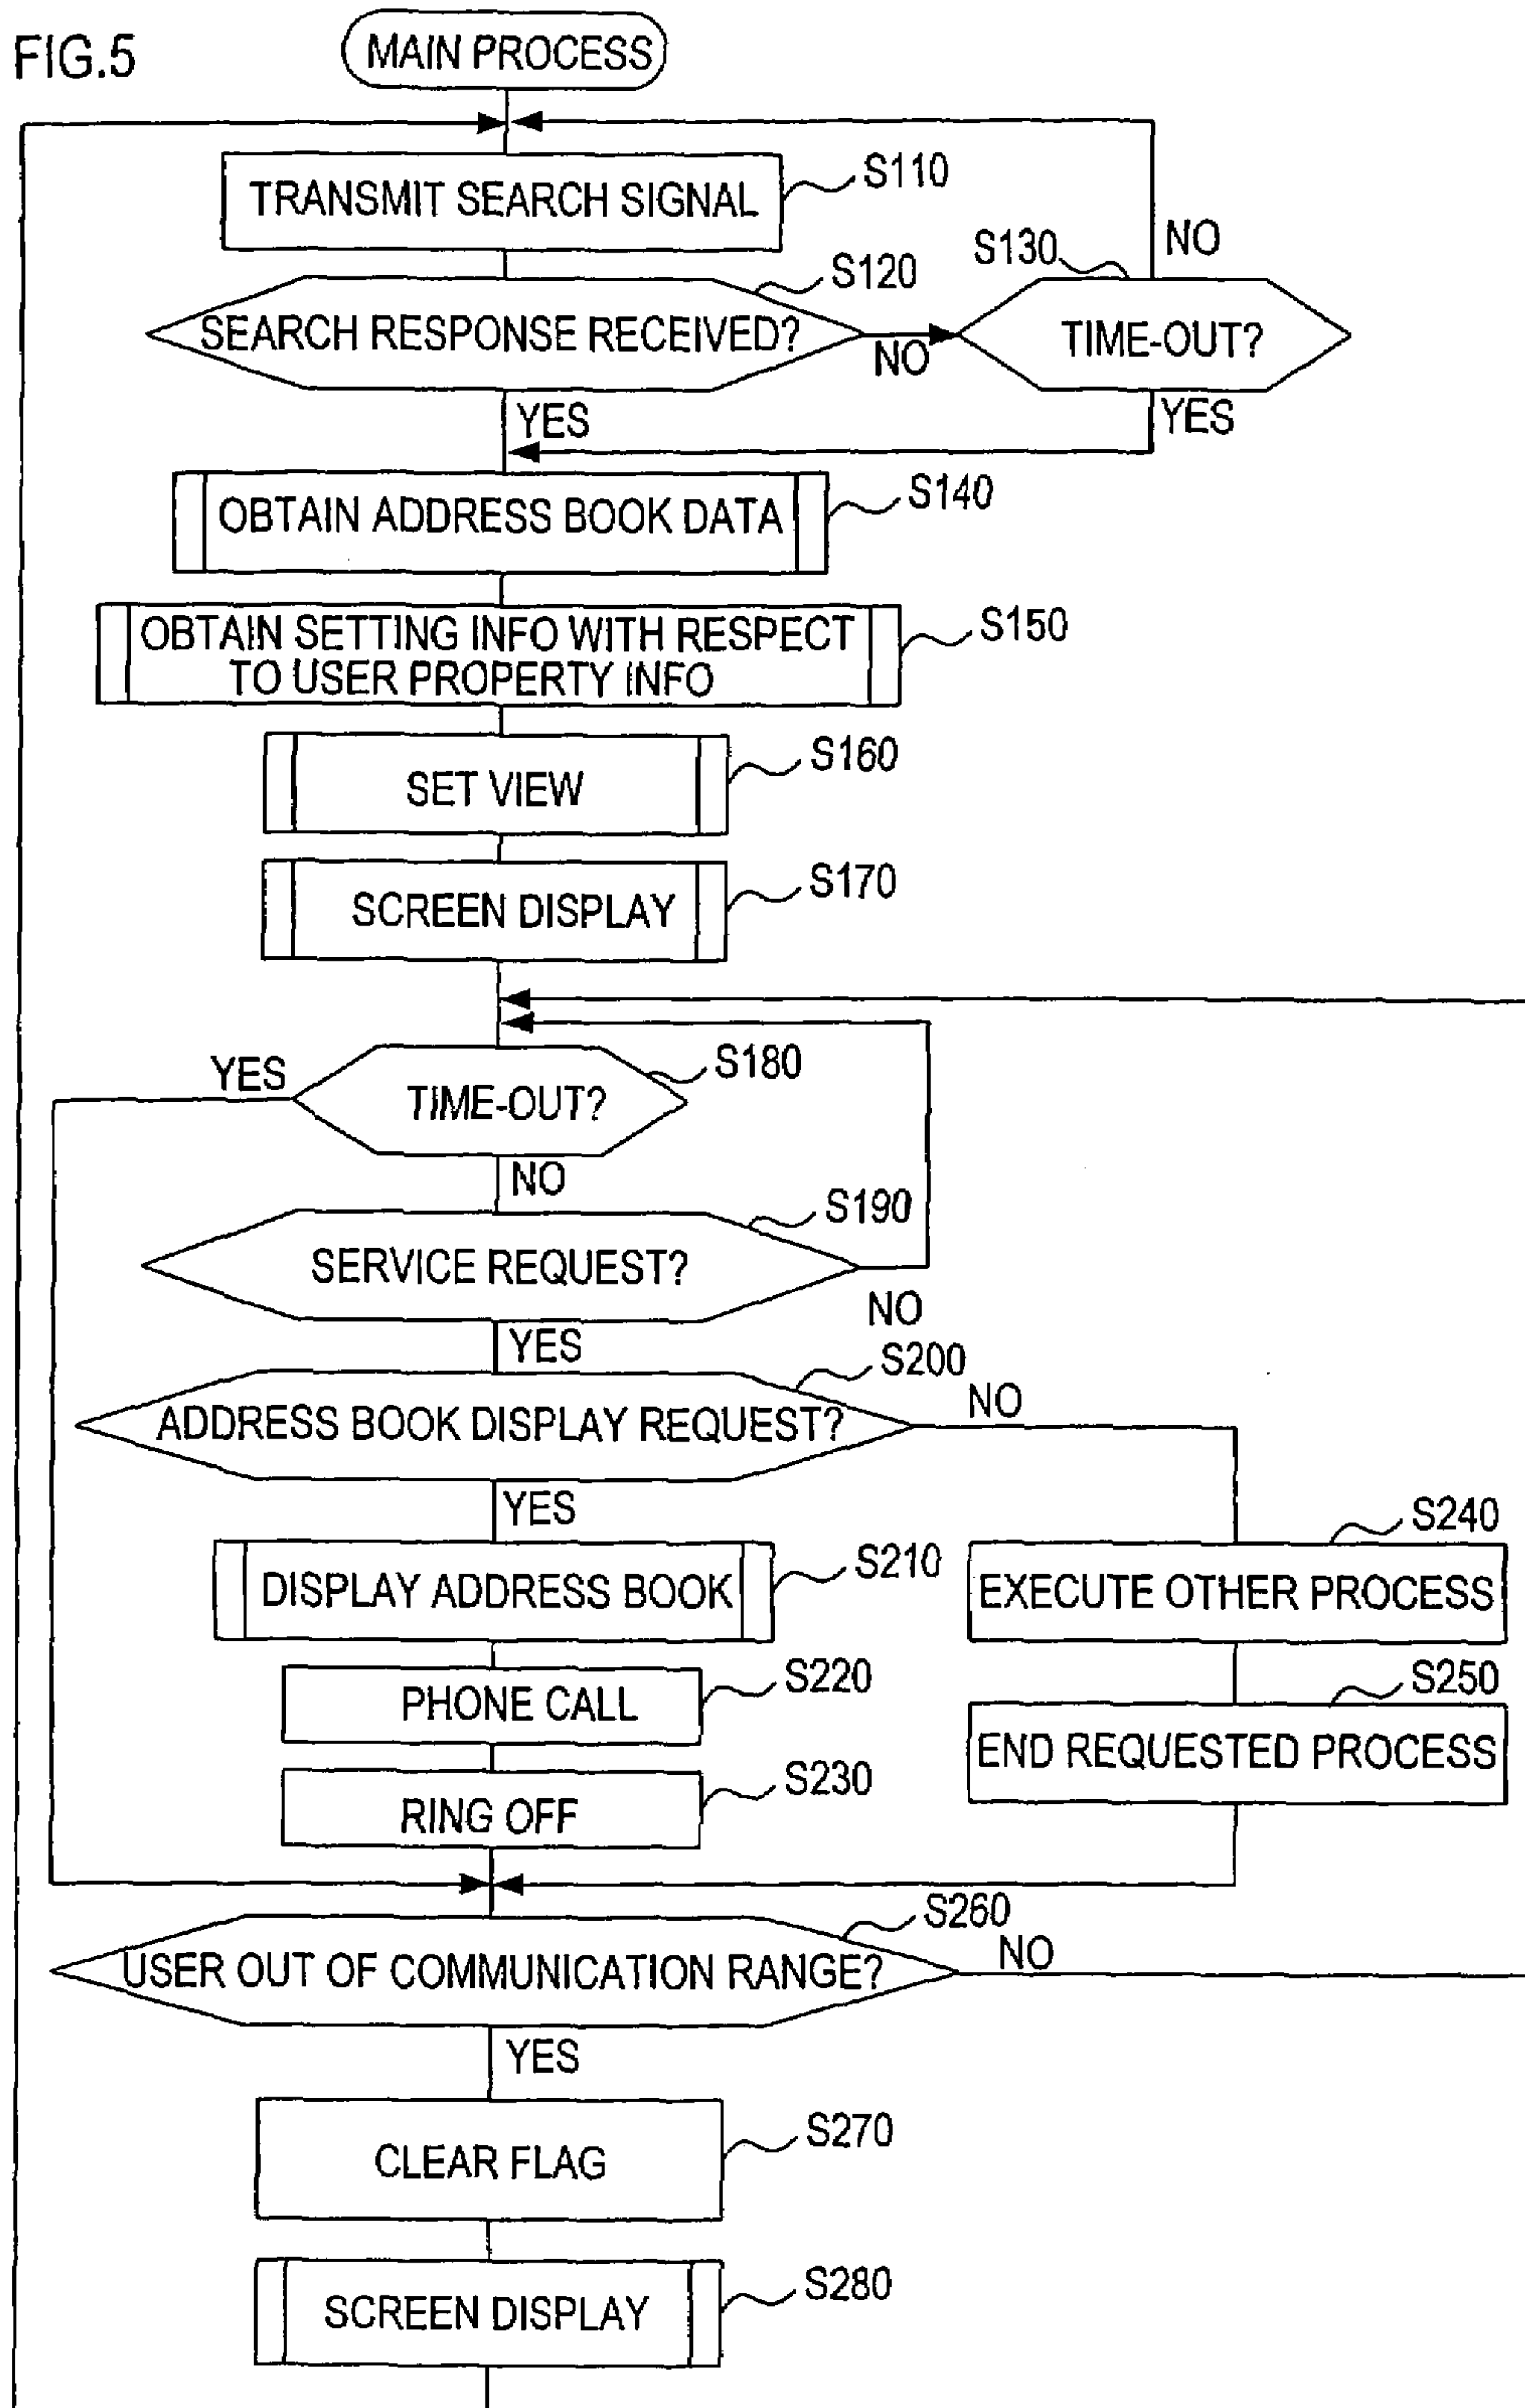 FIG.5
MAIN PROCESS
TRANSMIT SEARCH SIGNAL
S110
SEARCH RESPONSE RECEIVED?
S120
NO
YES
S130
TIME-OUT?
NO
YES
OBTAIN ADDRESS BOOK DATA
S140
OBTAIN SETTING INFO WITH RESPECT
TO USER PROPERTY INFO
S150
SET VIEW
S160
SCREEN DISPLAY
S170
YES
TIME-OUT?
S180
NO
SERVICE REQUEST?
S190
NO
YES
ADDRESS BOOK DISPLAY REQUEST?
S200
NO
YES
DISPLAY ADDRESS BOOK
S210
EXECUTE OTHER PROCESS
S240
PHONE CALL
S220
END REQUESTED PROCESS
S250
RING OFF
S230
USER OUT OF COMMUNICATION RANGE?
S260
NO
YES
CLEAR FLAG
S270
SCREEN DISPLAY
S280